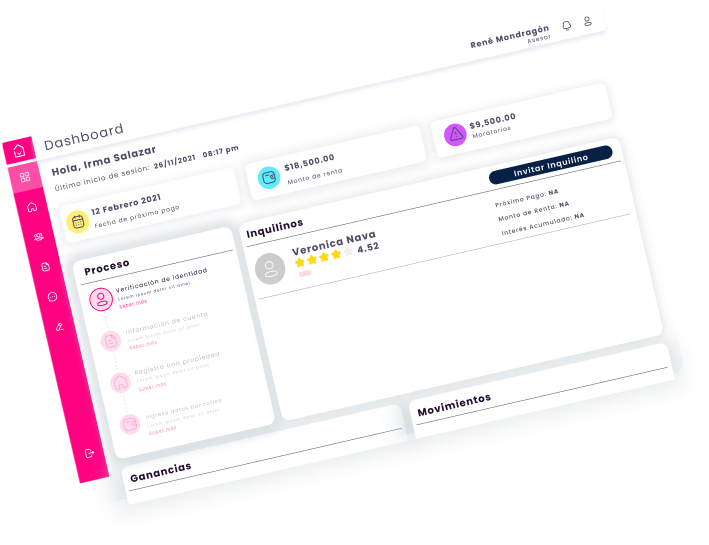 René Mondragón
Asesor
Dashboard
Hola, Irma Salazar
Último inicio de sesión: 26/11/2021 08:17 pm
12 Febrero 2021
Fecha de próximo pago
$18,500.00
Monto de renta
$9,500.00
Moratorios
Proceso
Verificación de identidad
Lorem ipsum dolor sit amet
Saber más
Información de cuenta
Lorem ipsum dolor sit amet
Saber más
Registra una propiedad
Lorem ipsum dolor sit amet
Saber más
Ingresa datos bancarios
Lorem ipsum dolor sit amet
Saber más
Inquilinos
Invitar Inquilino
Veronica Nava
4.52
Próximo Pago: NA
Monto de Renta: NA
Interés Acumulado: NA
Ganancias
Movimientos